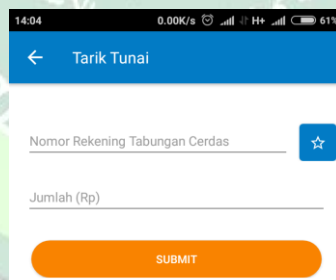 14:04 0.00K/s H+ 61%
Tarik Tunai
Nomor Rekening Tabungan Cerdas
Jumlah (Rp)
SUBMIT